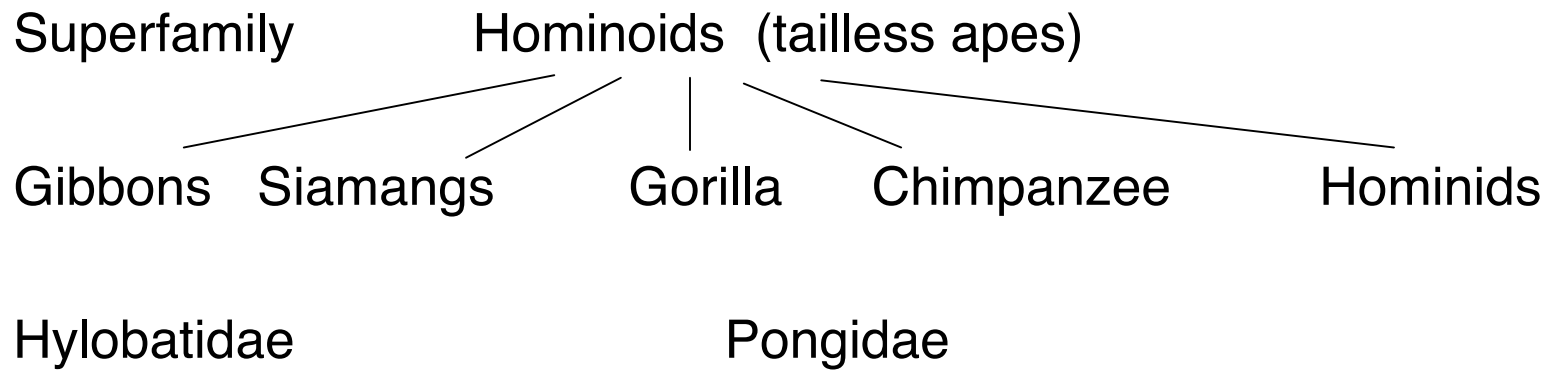 Superfamily Hominoids (tailless apes)
Gibbons Siamangs Gorilla Chimpanzee Hominids
Hylobatidae Pongidae